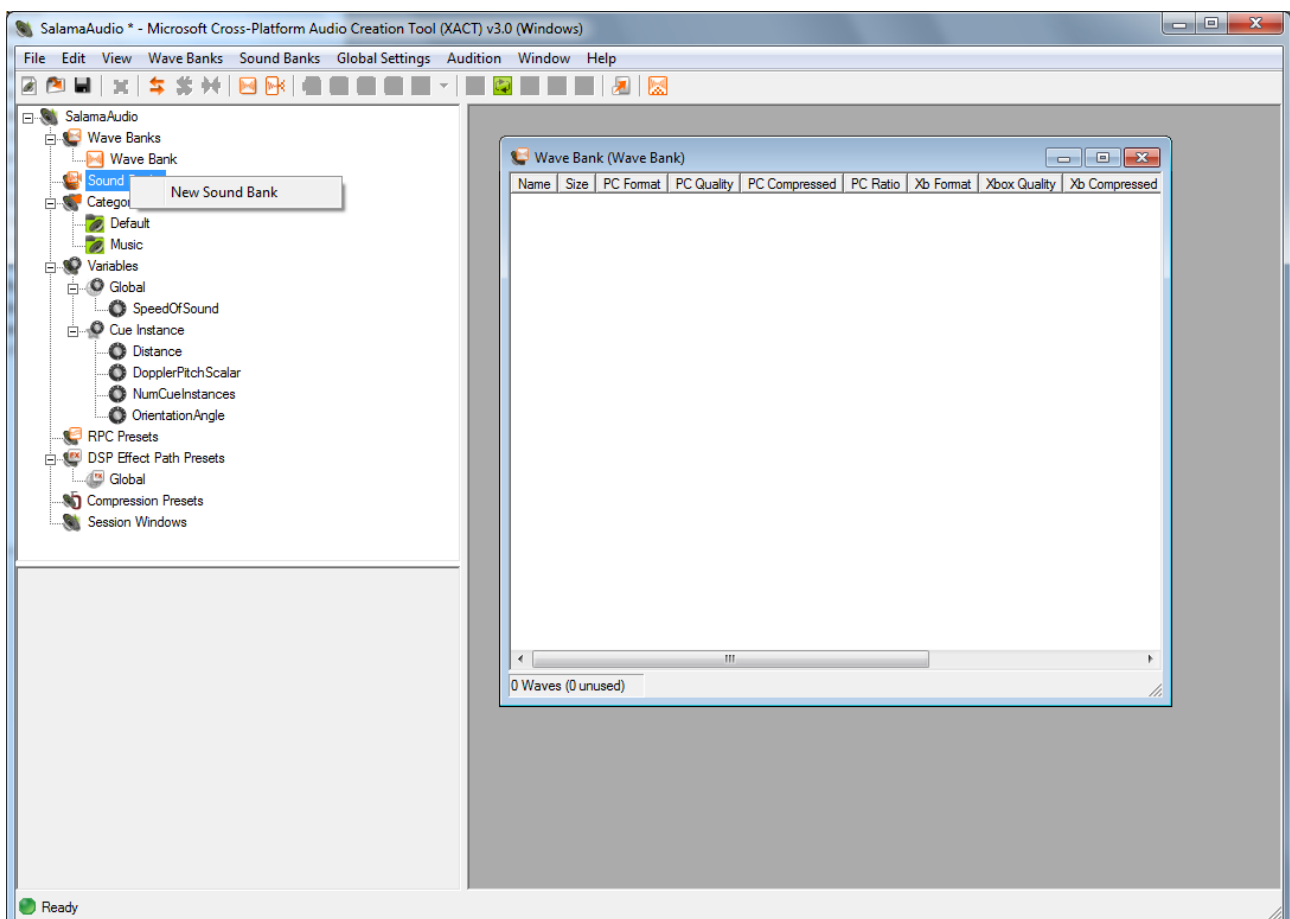 SalamaAudio * - Microsoft Cross-Platform Audio Creation Tool (XACT) v3.0 (Windows)
File Edit View Wave Banks Sound Banks Global Settings Audition Window Help
SalamaAudio
Wave Banks
Wave Bank
Sound
New Sound Bank
Default
Music
Variables
Global
SpeedOfSound
Cue Instance
Distance
DopplerPitchScalar
NumCueInstances
OrientationAngle
RPC Presets
DSP Effect Path Presets
Global
Compression Presets
Session Windows
Wave Bank (Wave Bank)
Name Size PC Format PC Quality PC Compressed PC Ratio Xb Format Xbox Quality Xb Compressed
0 Waves (0 unused)
Ready